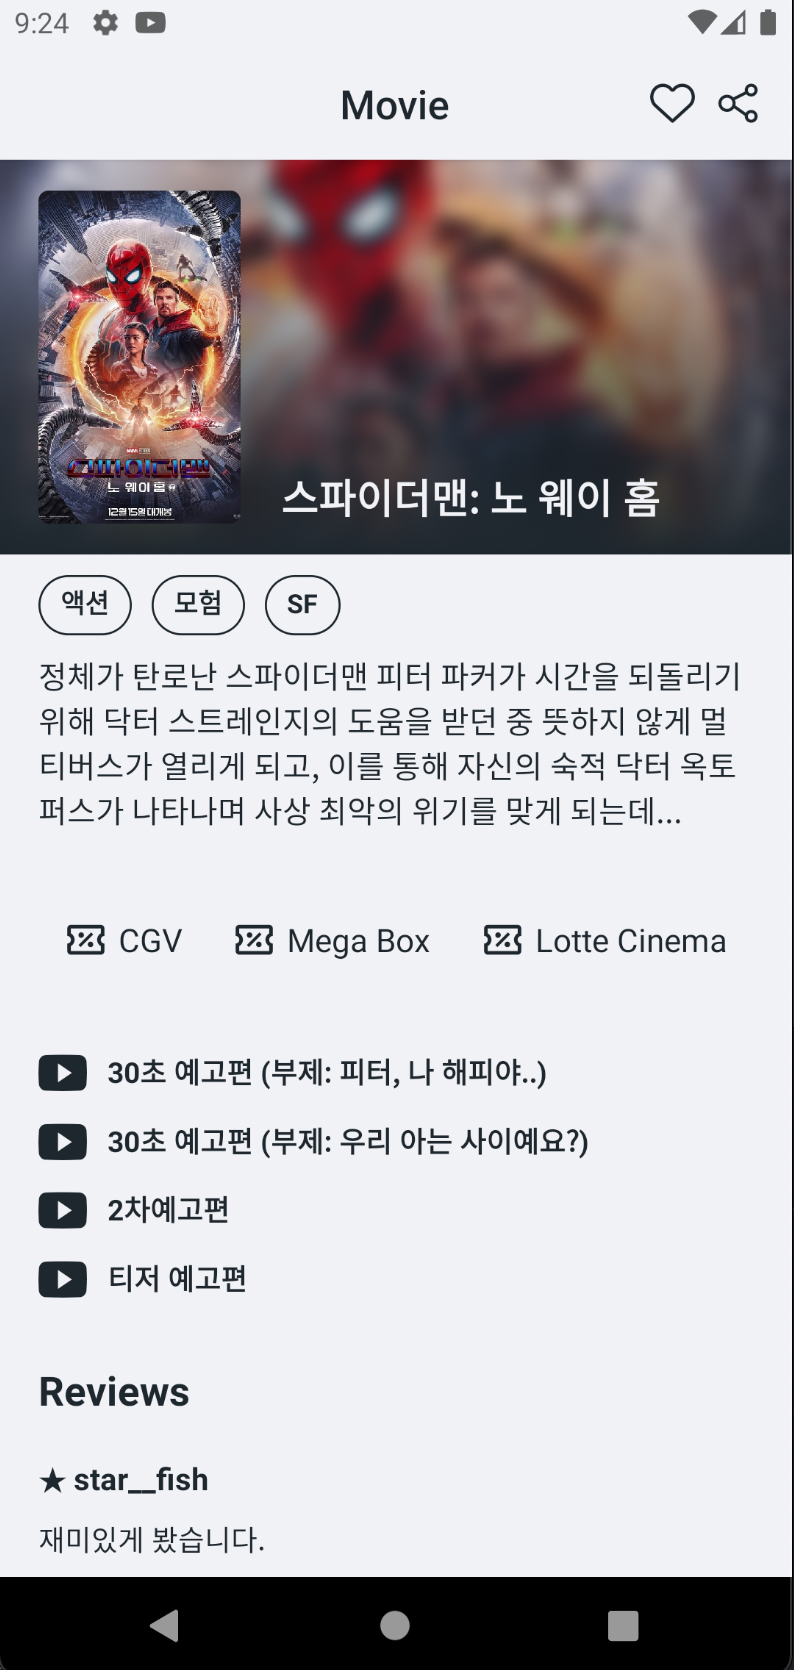 9:24
Movie
스파이더맨
노 웨이 홈
12월 15일 대개봉
스파이더맨: 노 웨이 홈
액션 모험 SF
정체가 탄로난 스파이더맨 피터 파커가 시간을 되돌리기
위해 닥터 스트레인지의 도움을 받던 중 뜻하지 않게 멀
티버스가 열리게 되고, 이를 통해 자신의 숙적 닥터 옥토
퍼스가 나타나며 사상 최악의 위기를 맞게 되는데...
CGV Mega Box Lotte Cinema
30초 예고편 (부제: 피터, 나 해피야..)
30초 예고편 (부제: 우리 아는 사이예요?)
2차예고편
티저 예고편
Reviews
★ star__fish
재미있게 봤습니다.